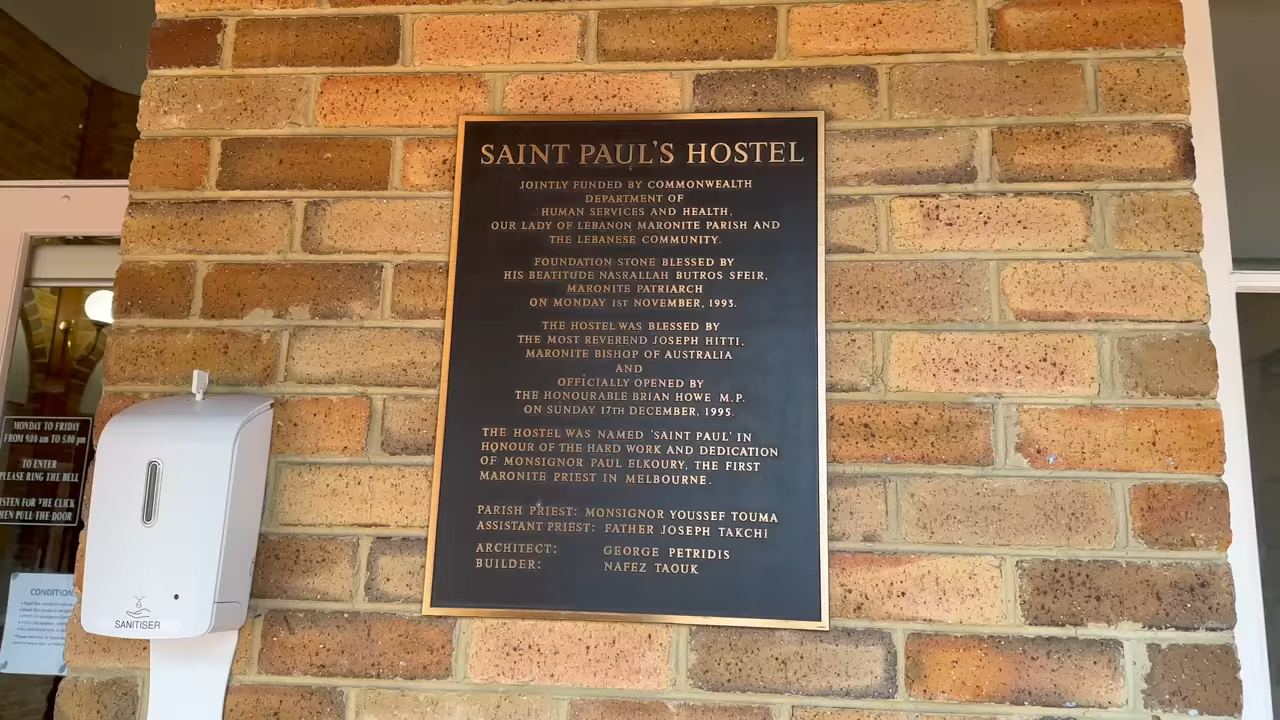 SAINT PAUL'S HOSTEL
JOINTLY FUNDED BY COMMONWEALTH
DEPARTMENT OF
HUMAN SERVICES AND HEALTH,
OUR LADY OF LEBANON MARONITE PARISH AND
THE LEBANESE COMMUNITY.
FOUNDATION STONE BLESSED BY
HIS BEATITUDE NASRALLAH BUTROS SFEIR,
MARONITE PATRIARCH
ON MONDAY 1ST NOVEMBER, 1993.
THE HOSTEL WAS BLESSED BY
THE MOST REVEREND JOSEPH HITTI,
MARONITE BISHOP OF AUSTRALIA
AND
OFFICIALLY OPENED BY
THE HONOURABLE BRIAN HOWE M.P.
ON SUNDAY 17TH DECEMBER, 1995.
THE HOSTEL WAS NAMED 'SAINT PAUL' IN
HONOUR OF THE HARD WORK AND DEDICATION
OF MONSIGNOR PAUL ELKOURY, THE FIRST
MARONITE PRIEST IN MELBOURNE.
PARISH PRIEST: MONSIGNOR YOUSSEF TOUMA
ASSISTANT PRIEST: FATHER JOSEPH TAKCHI
ARCHITECT: GEORGE PETRIDIS
BUILDER: NAFEZ TAOUK
MONDAY TO FRIDAY
FROM 9.00 am TO 5.00 pm
TO ENTER
PLEASE RING THE BELL
FOR THE CLICK
PULL THE DOOR
SANITISER